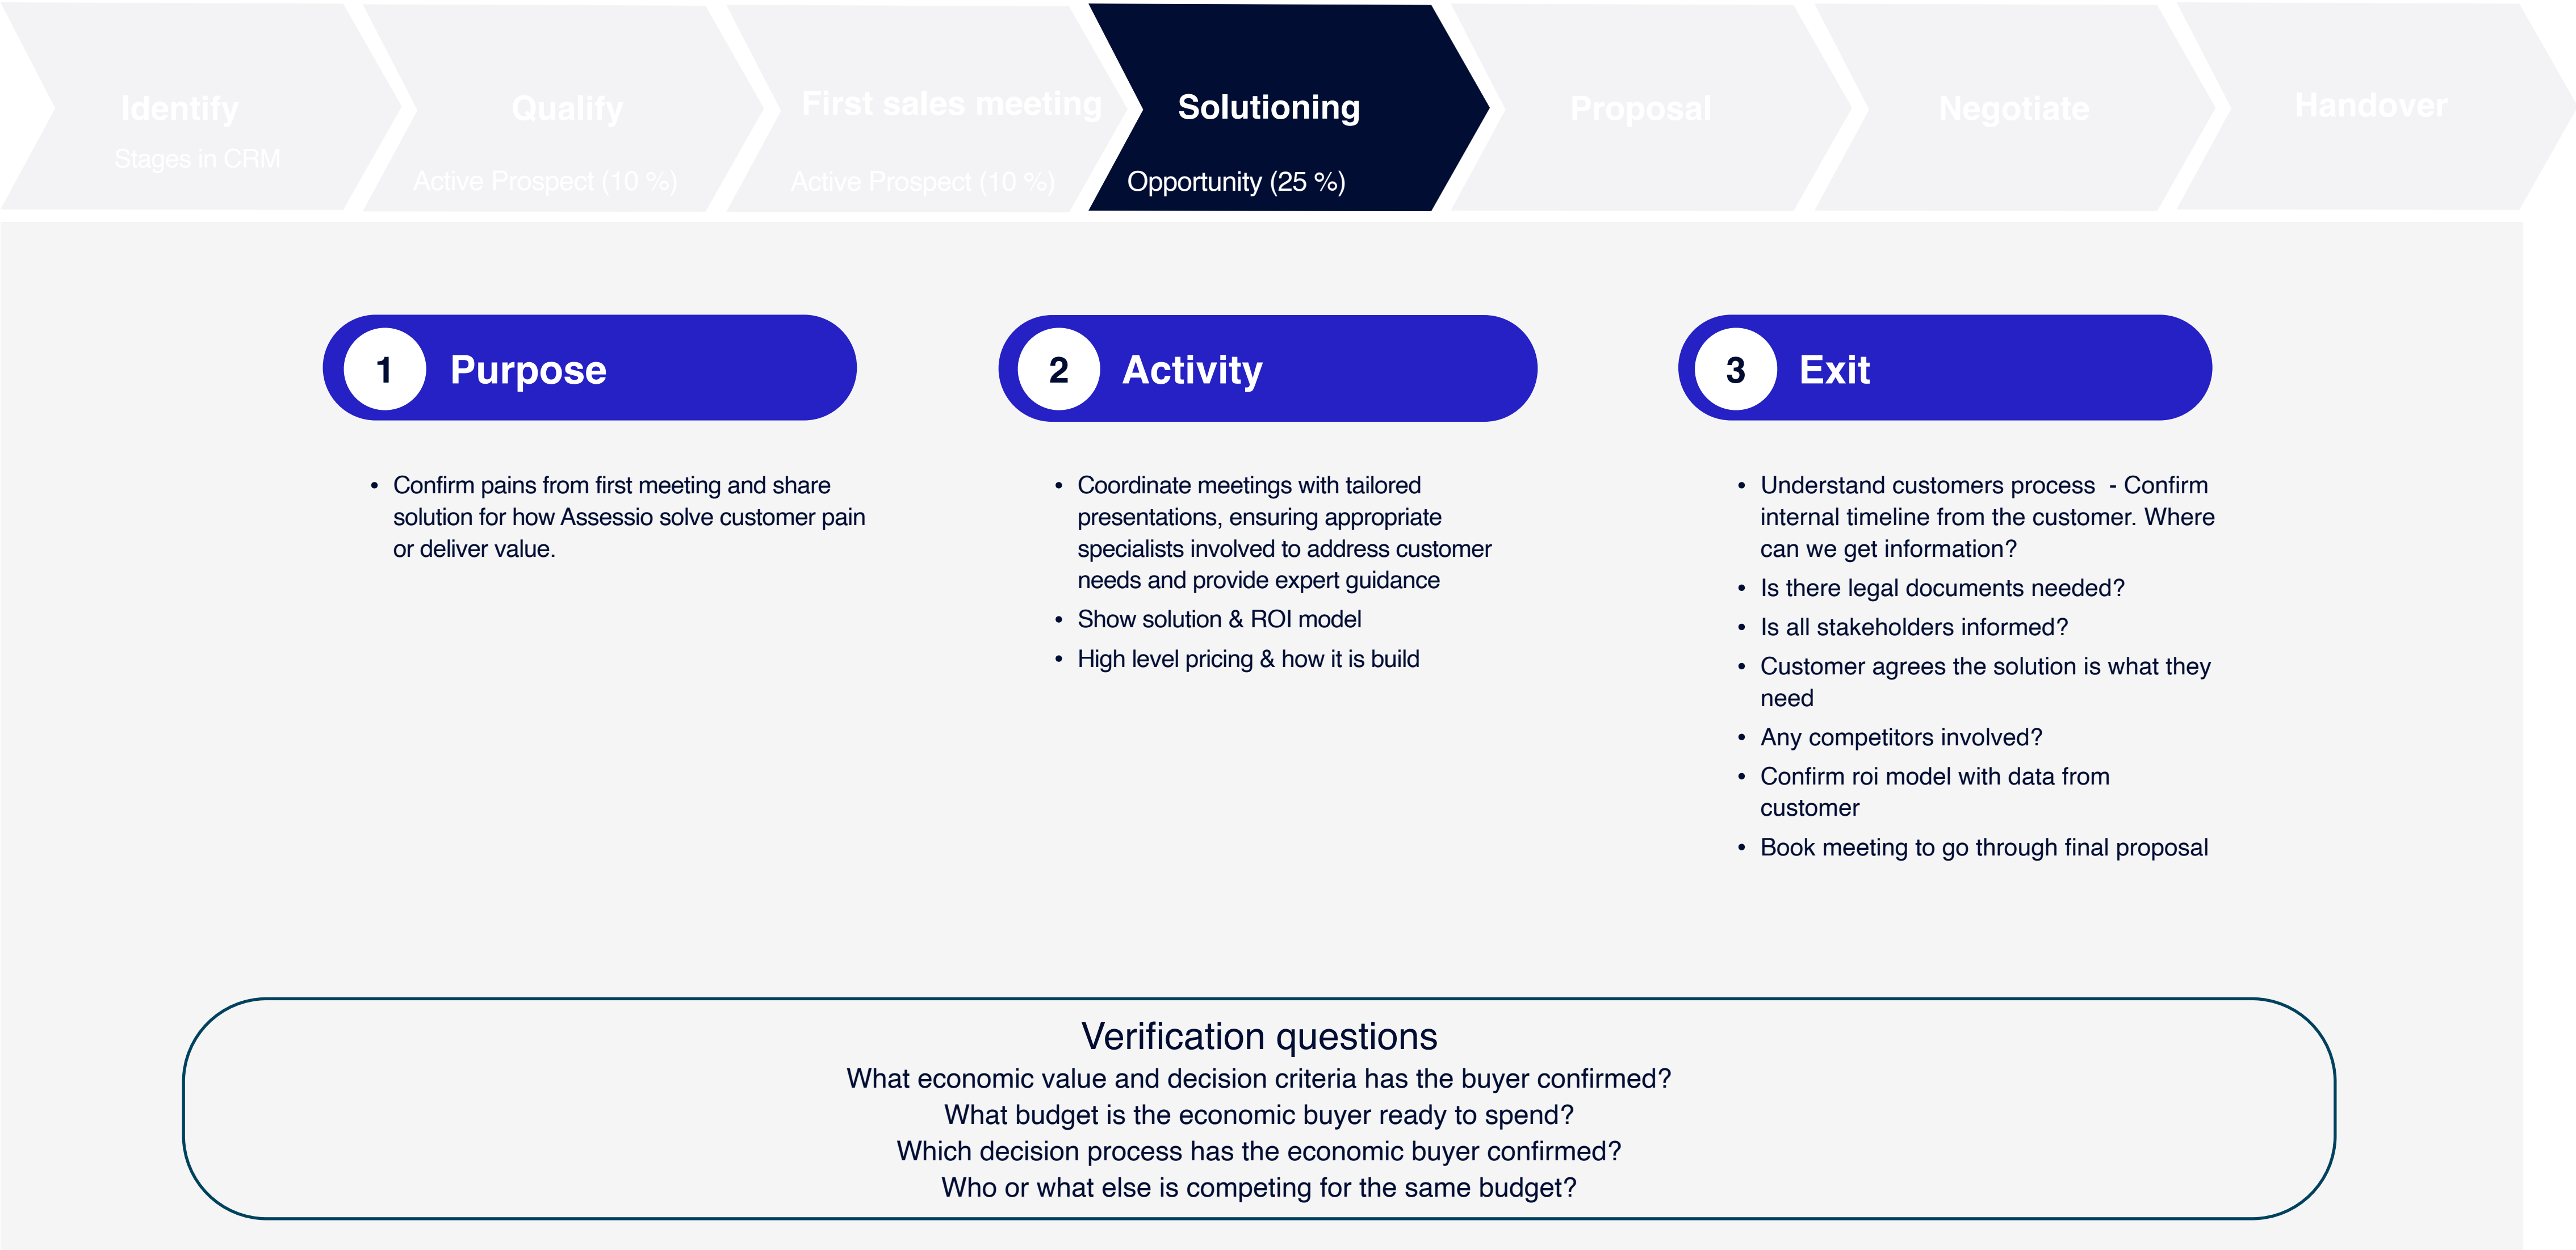 Identify
Stages in CRM
Qualify
Active Prospect (10 %)
First sales meeting
Active Prospect (10 %)
Solutioning
Opportunity (25 %)
Proposal
Negotiate
Handover
1 Purpose
• Confirm pains from first meeting and share
solution for how Assessio solve customer pain
or deliver value.
2 Activity
• Coordinate meetings with tailored
presentations, ensuring appropriate
specialists involved to address customer
needs and provide expert guidance
• Show solution & ROI model
• High level pricing & how it is build
3 Exit
• Understand customers process  - Confirm
internal timeline from the customer. Where
can we get information?
• Is there legal documents needed?
• Is all stakeholders informed?
• Customer agrees the solution is what they
need
• Any competitors involved?
• Confirm roi model with data from
customer
• Book meeting to go through final proposal
Verification questions
What economic value and decision criteria has the buyer confirmed?
What budget is the economic buyer ready to spend?
Which decision process has the economic buyer confirmed?
Who or what else is competing for the same budget?